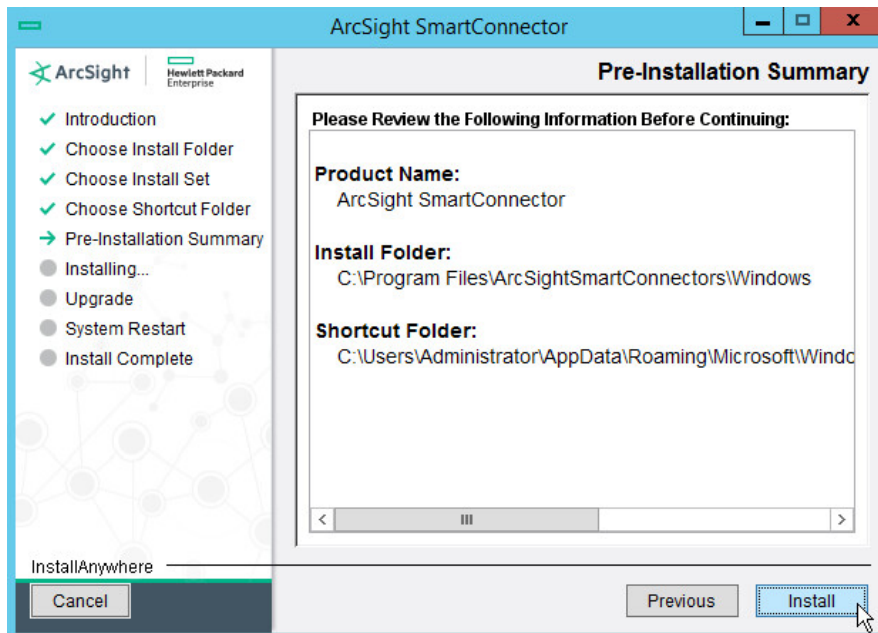 ArcSight SmartConnector
ArcSight
Hewlett Packard
Enterprise
Pre-Installation Summary
Introduction
Choose Install Folder
Choose Install Set
Choose Shortcut Folder
Pre-Installation Summary
Installing...
Upgrade
System Restart
Install Complete
Please Review the Following Information Before Continuing:
Product Name:
ArcSight SmartConnector
Install Folder:
C:\Program Files\ArcSightSmartConnectors\Windows
Shortcut Folder:
C:\Users\Administrator\AppData\Roaming\Microsoft\Windo
InstallAnywhere
Cancel
Previous
Install